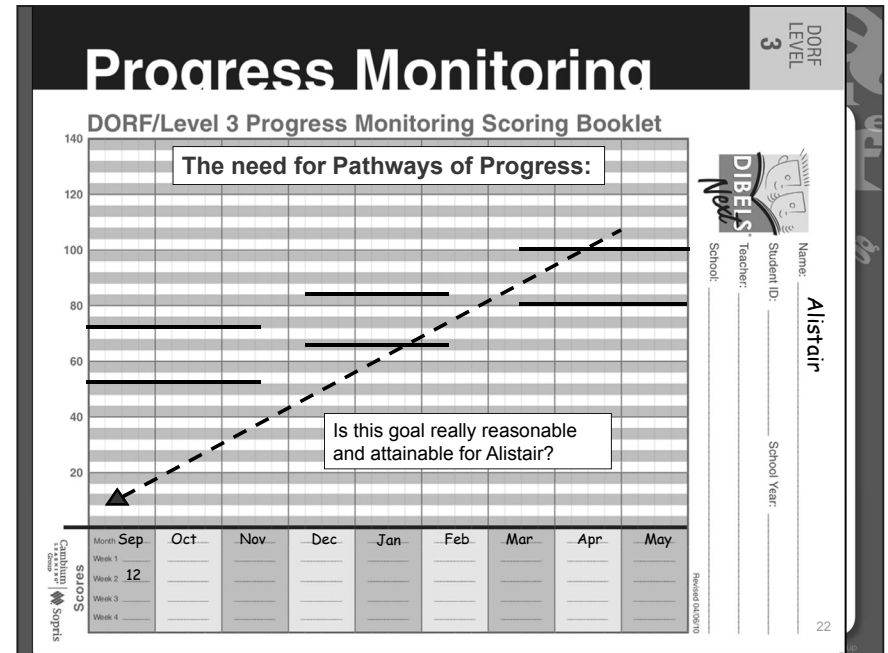 Progress Monitoring
DORF
LEVEL
3
DORF/Level 3 Progress Monitoring Scoring Booklet
The need for Pathways of Progress:
140
120
100
80
60
40
20
Is this goal really reasonable
and attainable for Alistair?
Month Sep Oct Nov Dec Jan Feb Mar Apr May
Week 1
Week 2 12
Week 3
Week 4
Scores
Cambium
LEARNING
Group
Sopris
DIBELS
Next
Name: Alistair
Student ID: School Year:
Teacher:
School:
Revised 04/06/10
22